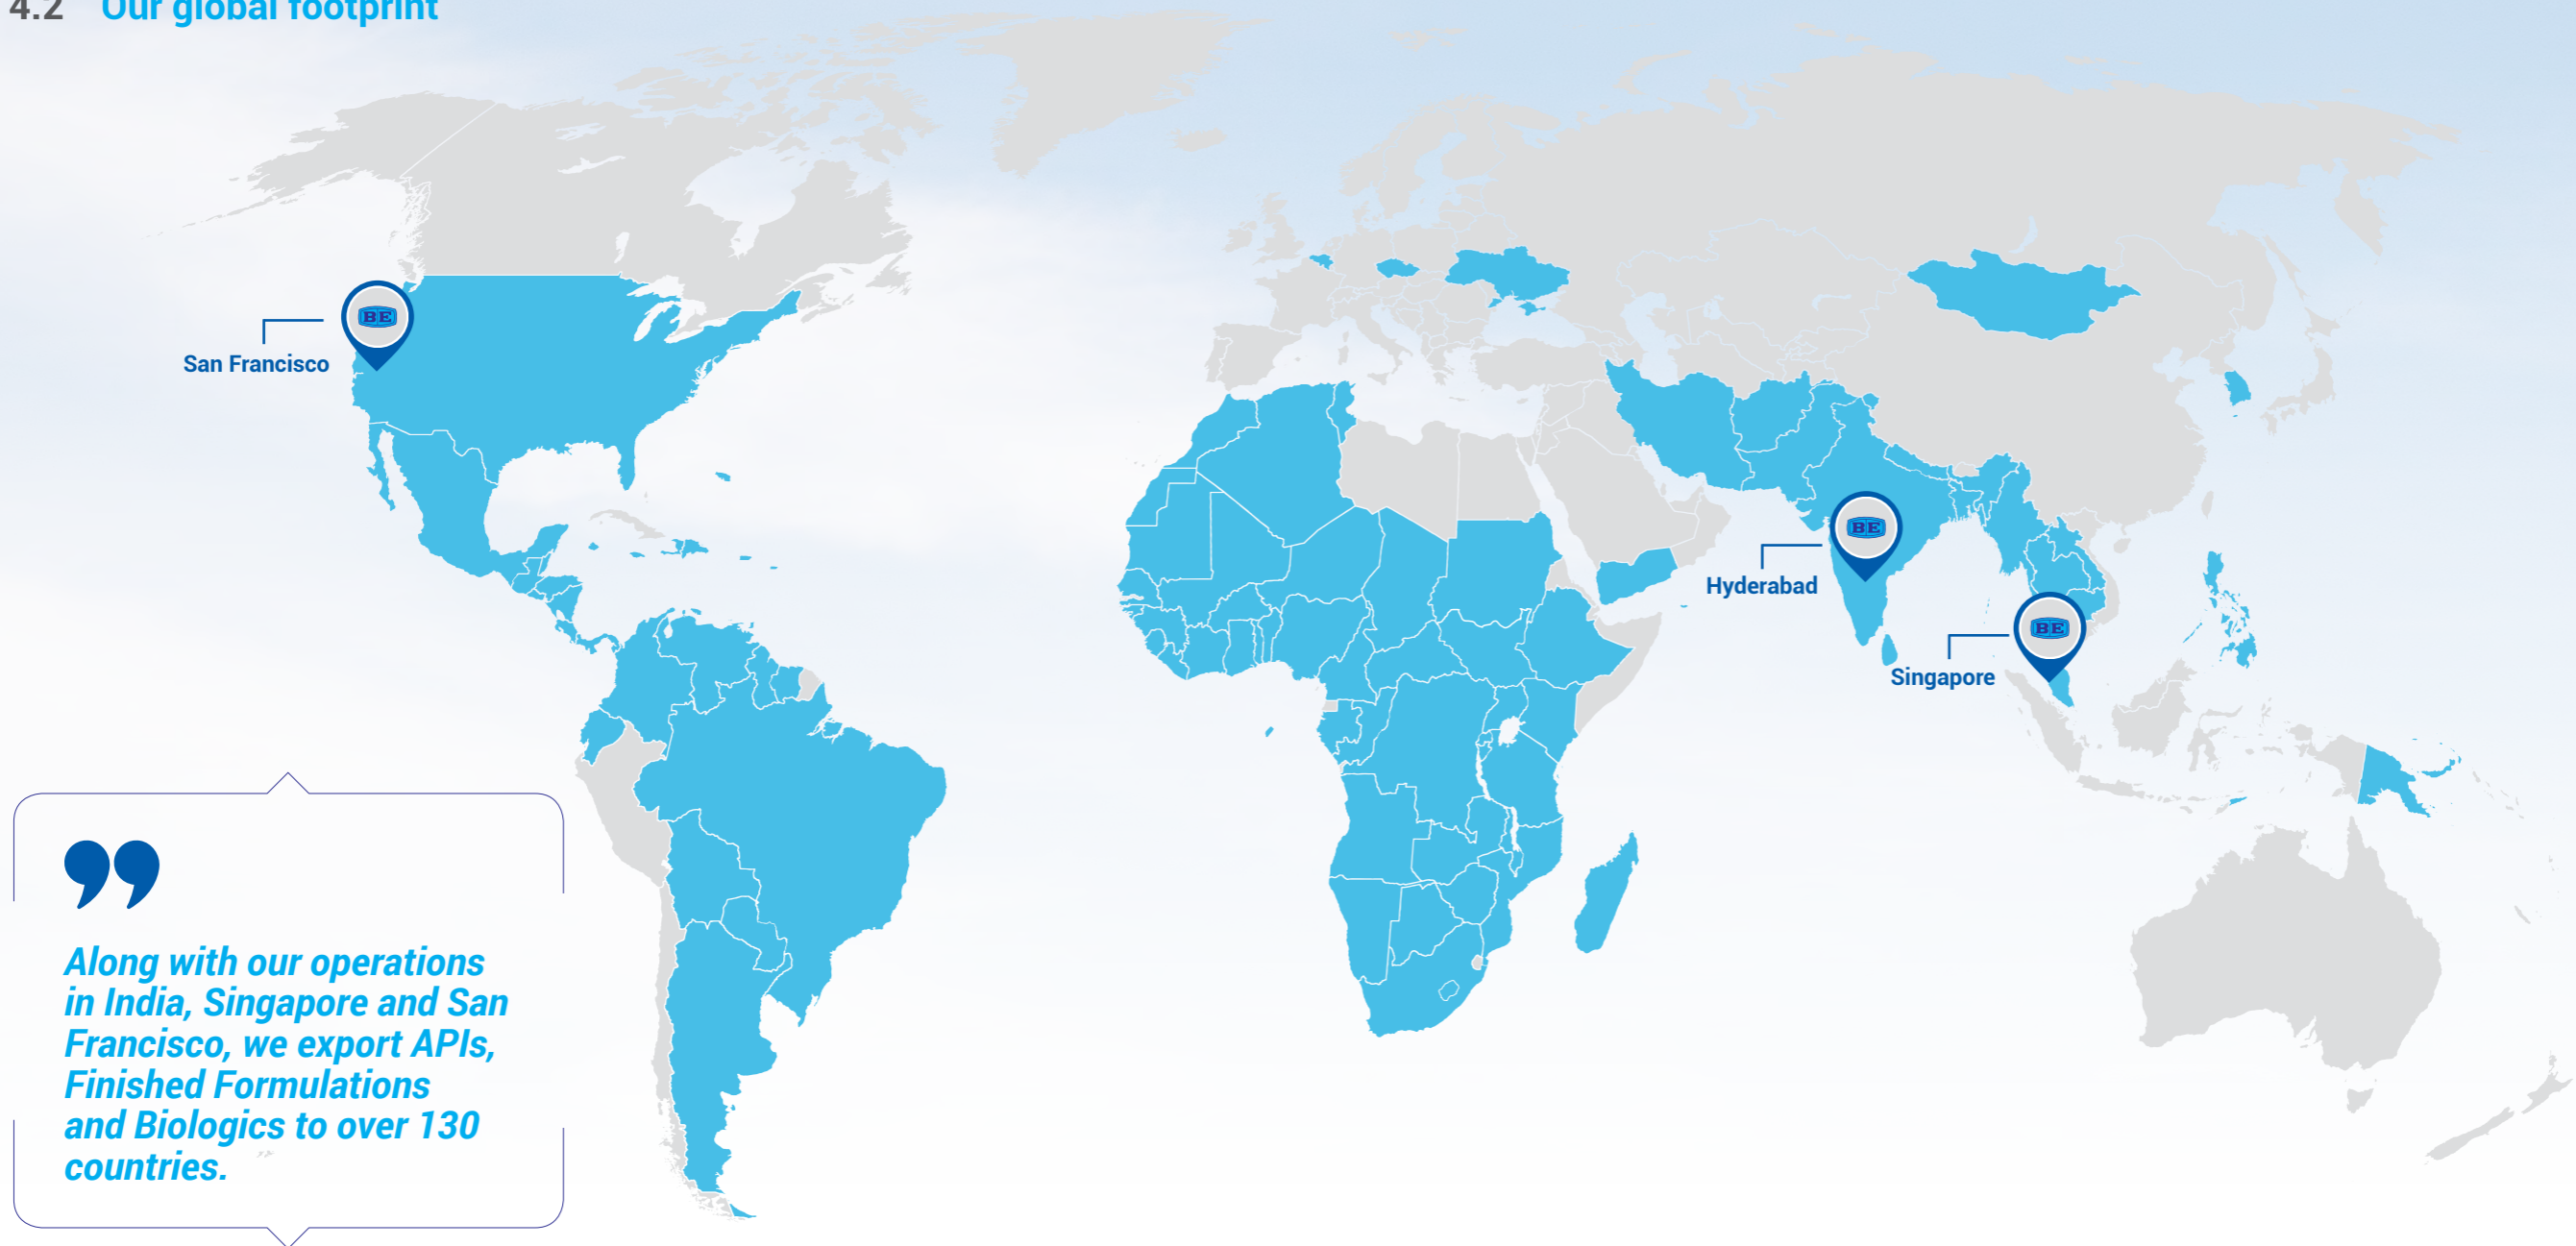 4.2 Our global footprint
BE
San Francisco
BE
Hyderabad
BE
Singapore
”
Along with our operations
in India, Singapore and San
Francisco, we export APIs,
Finished Formulations
and Biologics to over 130
countries.